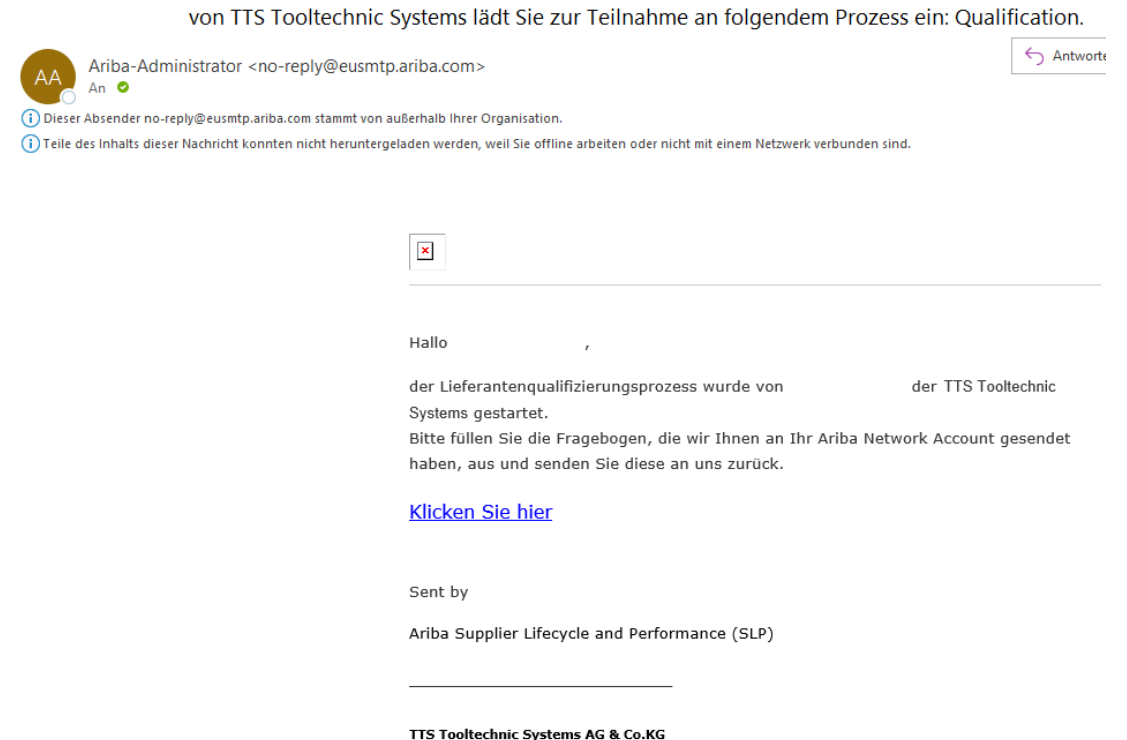 von TTS Tooltechnic Systems lädt Sie zur Teilnahme an folgendem Prozess ein: Qualification.
AA
Ariba-Administrator <no-reply@eusmtp.ariba.com>
Antworte
An
Dieser Absender no-reply@eusmtp.ariba.com stammt von außerhalb Ihrer Organisation.
Teile des Inhalts dieser Nachricht konnten nicht heruntergeladen werden, weil Sie offline arbeiten oder nicht mit einem Netzwerk verbunden sind.
Hallo ,
der Lieferantenqualifizierungsprozess wurde von der TTS Tooltechnic
Systems gestartet.
Bitte füllen Sie die Fragebogen, die wir Ihnen an Ihr Ariba Network Account gesendet
haben, aus und senden Sie diese an uns zurück.
Klicken Sie hier
Sent by
Ariba Supplier Lifecycle and Performance (SLP)
TTS Tooltechnic Systems AG & Co.KG